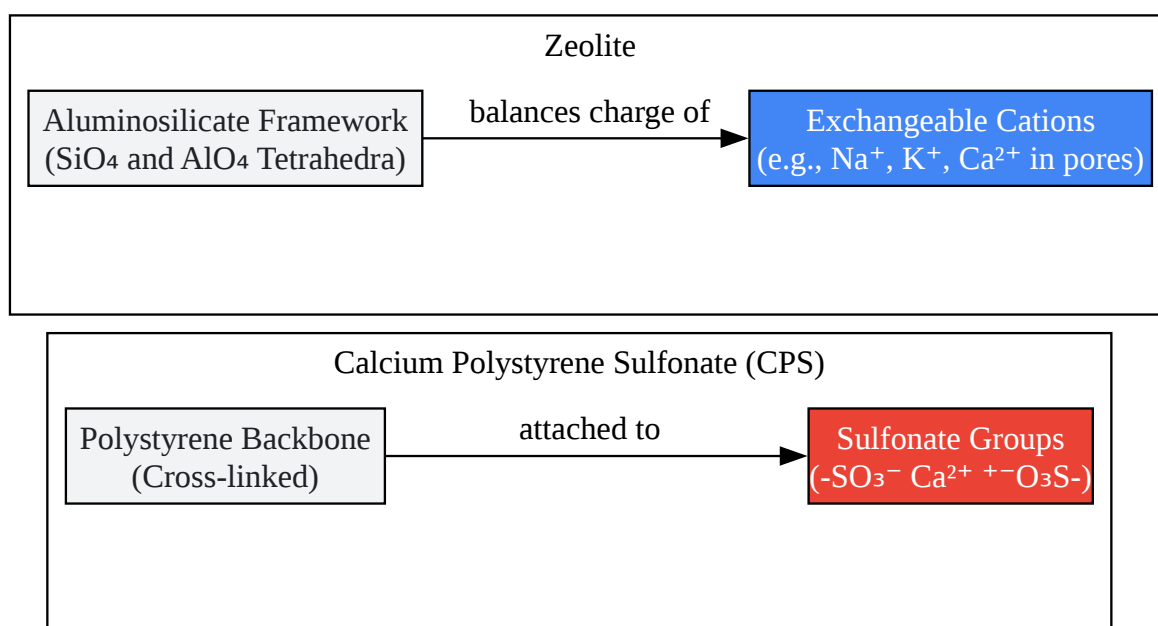 Zeolite
Aluminosilicate Framework
(SiO₄ and AlO₄ Tetrahedra)
balances charge of
Exchangeable Cations
(e.g., Na⁺, K⁺, Ca²⁺ in pores)
Calcium Polystyrene Sulfonate (CPS)
Polystyrene Backbone
(Cross-linked)
attached to
Sulfonate Groups
(-SO₃⁻ Ca²⁺ ⁺⁻O₃S-)